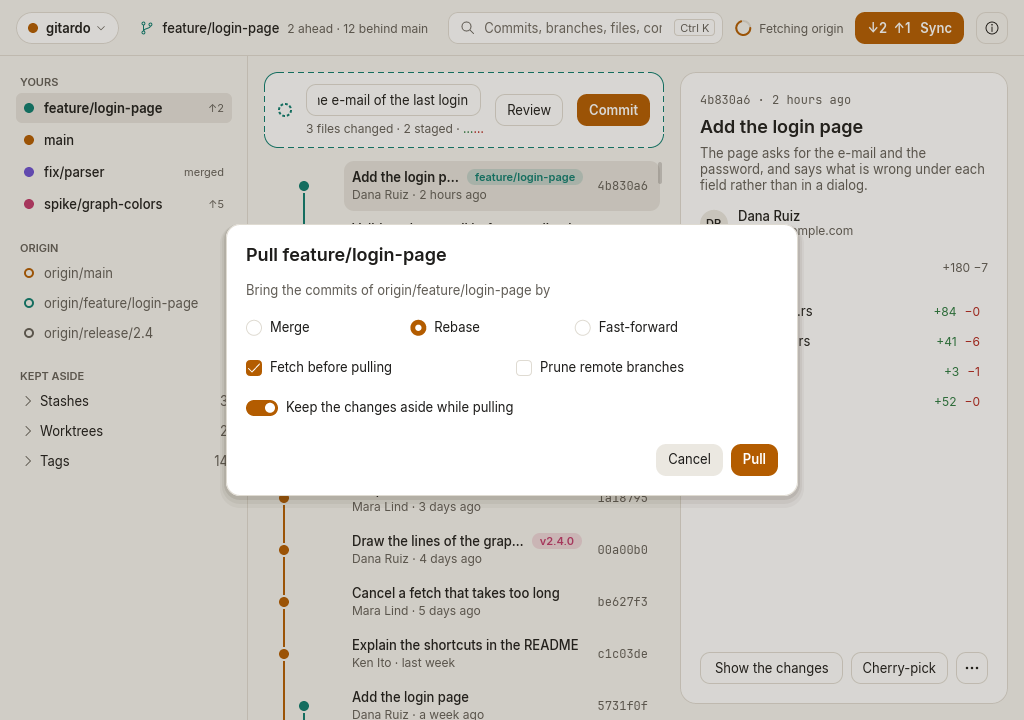 gitardo
feature/login-page 2 ahead · 12 behind main
Commits, branches, files, cor Ctrl K
Fetching origin
↓2 ↑1 Sync
YOURS
feature/login-page ↑2
main
fix/parser merged
spike/graph-colors ↑5
ORIGIN
origin/main
origin/feature/login-page
origin/release/2.4
KEPT ASIDE
Stashes
Worktrees
Tags 14
e e-mail of the last login
3 files changed · 2 staged ·
Review
Commit
Add the login p... feature/login-page
Dana Ruiz · 2 hours ago
4b830a6
4b830a6 · 2 hours ago
Add the login page
The page asks for the e-mail and the
password, and says what is wrong under each
field rather than in a dialog.
Dana Ruiz
mple.com
+180 −7
.rs +84 −0
rs +41 −6
+3 −1
+52 −0
Pull feature/login-page
Bring the commits of origin/feature/login-page by
Merge
Rebase
Fast-forward
Fetch before pulling
Prune remote branches
Keep the changes aside while pulling
Cancel
Pull
Mara Lind · 3 days ago
Draw the lines of the grap... v2.4.0
Dana Ruiz · 4 days ago
00a00b0
Cancel a fetch that takes too long
Mara Lind · 5 days ago
be627f3
Explain the shortcuts in the README
Ken Ito · last week
c1c03de
Add the login page
Dana Ruiz · a week ago
5731f0f
Show the changes
Cherry-pick